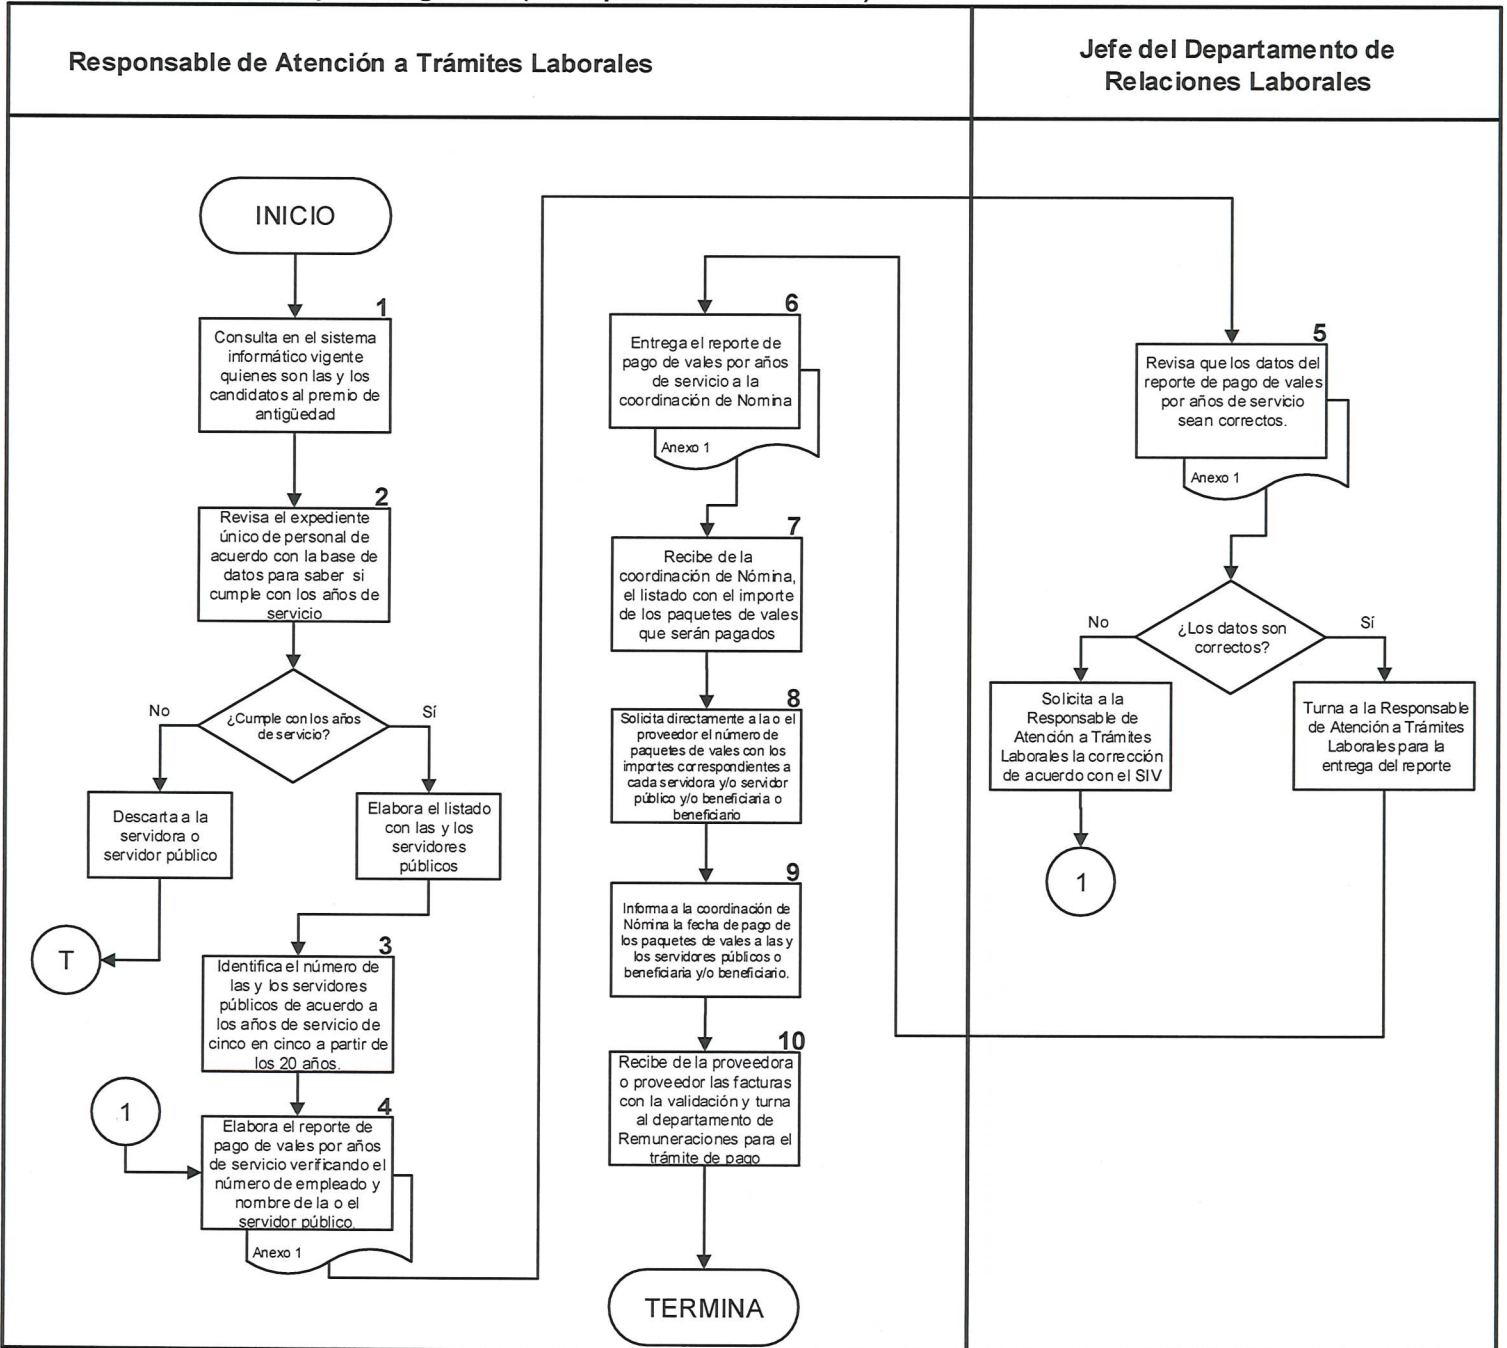 Responsable de Atención a Trámites Laborales
Jefe del Departamento de
Relaciones Laborales
INICIO
1
Consulta en el sistema
informático vigente
quienes son las y los
candidatos al premio de
antigüedad
2
Revisa el expediente
único de personal de
acuerdo con la base de
datos para saber si
cumple con los años de
servicio
¿Cumple con los años
de servicio?
No
Sí
Descarta a la
servidora o
servidor público
Elabora el listado
con las y los
servidores
públicos
T
3
Identifica el número de
las y los servidores
públicos de acuerdo a
los años de servicio de
cinco en cinco a partir de
los 20 años.
1
4
Elabora el reporte de
pago de vales por años
de servicio verificando el
número de empleado y
nombre de la o el
servidor público.
Anexo 1
6
Entrega el reporte de
pago de vales por años
de servicio a la
coordinación de Nomina
Anexo 1
7
Recibe de la
coordinación de Nómina,
el listado con el importe
de los paquetes de vales
que serán pagados
8
Solicita directamente a la o el
proveedor el número de
paquetes de vales con los
importes correspondientes a
cada servidora y/o servidor
público y/o beneficiaria o
beneficiario
9
Informa a la coordinación de
Nómina la fecha de pago de
los paquetes de vales a las y
los servidores públicos o
beneficiaria y/o beneficiario.
10
Recibe de la proveedora
o proveedor las facturas
con la validación y turna
al departamento de
Remuneraciones para el
trámite de pago
TERMINA
5
Revisa que los datos del
reporte de pago de vales
por años de servicio
sean correctos.
Anexo 1
¿Los datos son
correctos?
No
Sí
Solicita a la
Responsable de
Atención a Trámites
Laborales la corrección
de acuerdo con el SIV
Turna a la Responsable
de Atención a Trámites
Laborales para la
entrega del reporte
1